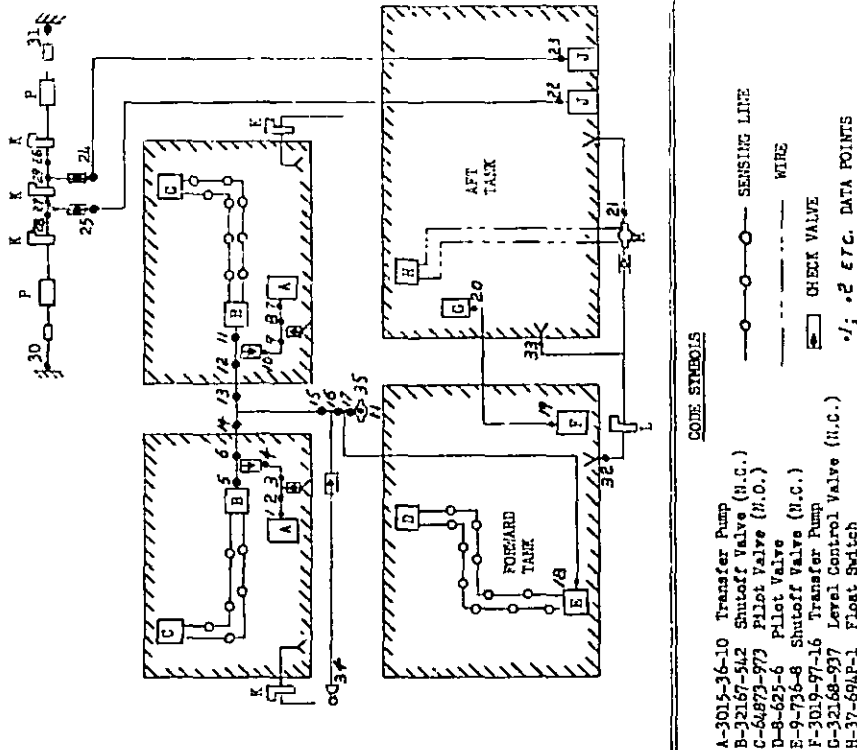 31
P
K
K
K
P
30
28 27 29 26
25
24
K
C
B
A
11
12
13
14
10 9 8 7
15
16
17
35
11
C
B
A
5
6
1 2 3 4
K
34
AFT
TANK
J
J
22
23
H
G
20
33
21
FORWARD
TANK
D
E
18
F
19
32
L
CODE SYMBOLS
A-3015-36-10 Transfer Pump
B-32167-542 Shutoff Valve (N.C.)
C-64873-973 Pilot Valve (N.O.)
D-8-625-6 Pilot Valve
E-9-736-8 Shutoff Valve (N.C.)
F-3019-97-16 Transfer Pump
G-32168-937 Level Control Valve (N.C.)
Float Switch
SENSING LINE
WIRE
CHECK VALVE
.1, .2 ETC. DATA POINTS